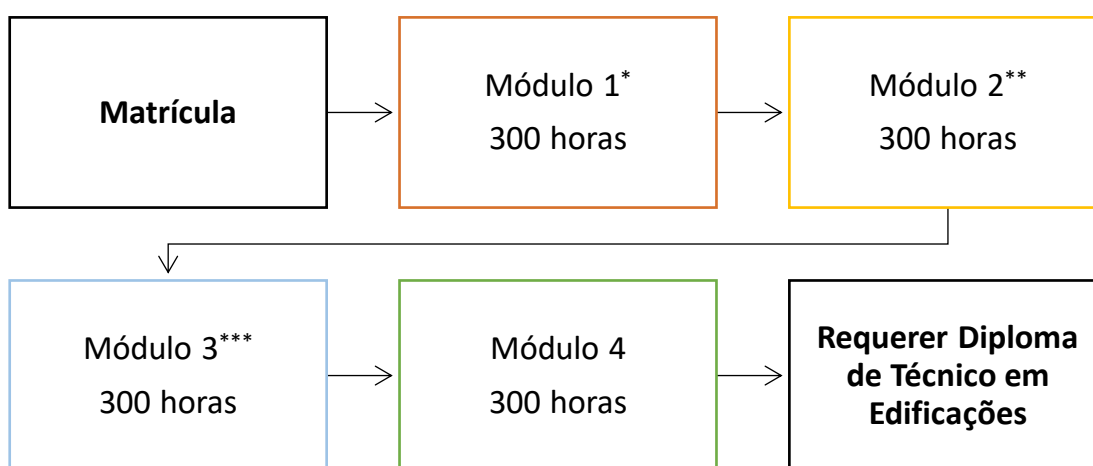 Matrícula
Módulo 1*
300 horas
Módulo 2**
300 horas
Módulo 3***
300 horas
Módulo 4
300 horas
Requerer Diploma
de Técnico em
Edificações